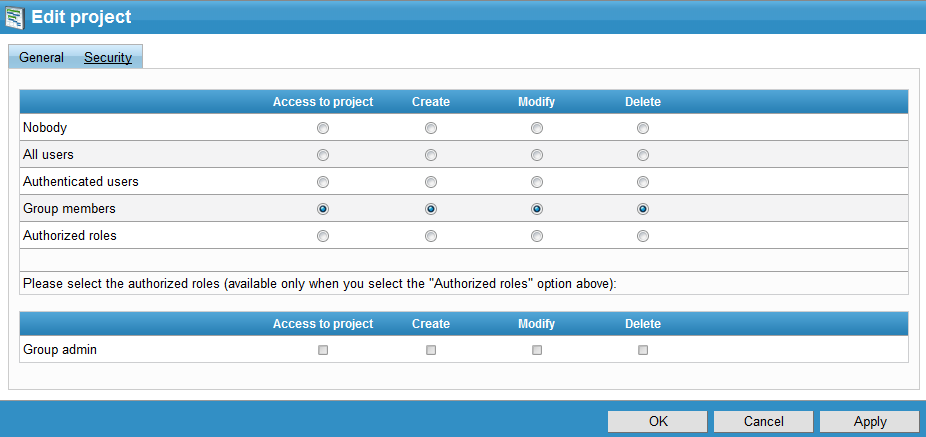 Edit project
General Security
Access to project Create Modify Delete
Nobody
All users
Authenticated users
Group members
Authorized roles
Please select the authorized roles (available only when you select the "Authorized roles" option above):
Access to project Create Modify Delete
Group admin
OK Cancel Apply